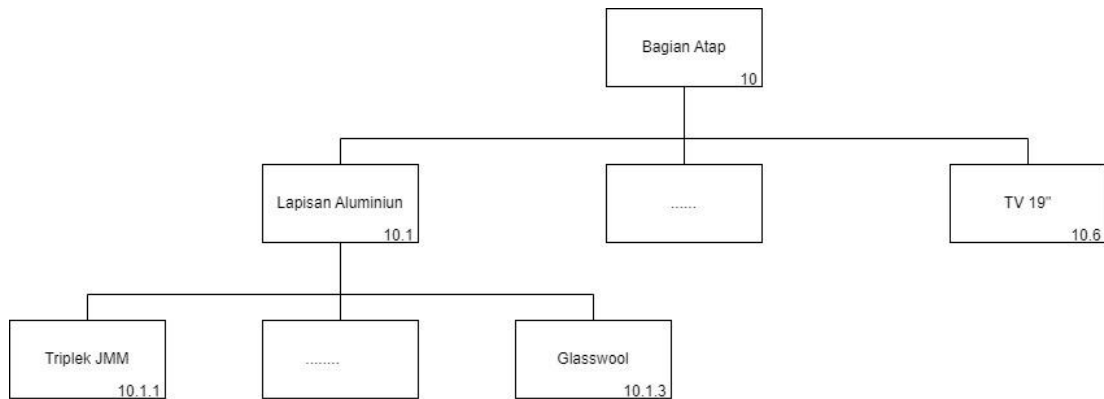 Bagian Atap
10
Lapisan Aluminiun
10.1
......
TV 19"
10.6
Triplek JMM
10.1.1
........
Glasswool
10.1.3